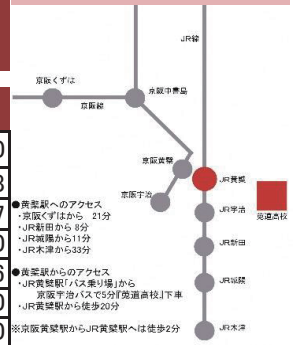 JR線
京阪くずは
京阪中書島
京阪線
京阪黄檗
JR黄檗
京阪宇治
JR宇治
莵道高校
JR新田
JR城陽
JR木津
●黄檗駅へのアクセス
・京阪くずはから 21分
・JR新田から 8分
・JR城陽から11分
・JR木津から33分
●黄檗駅からのアクセス
・JR黄檗駅「バス乗り場」から
京阪宇治バスで5分『莵道高校』下車
・JR黄檗駅から徒歩20分
※京阪黄檗駅からJR黄檗駅へは徒歩2分